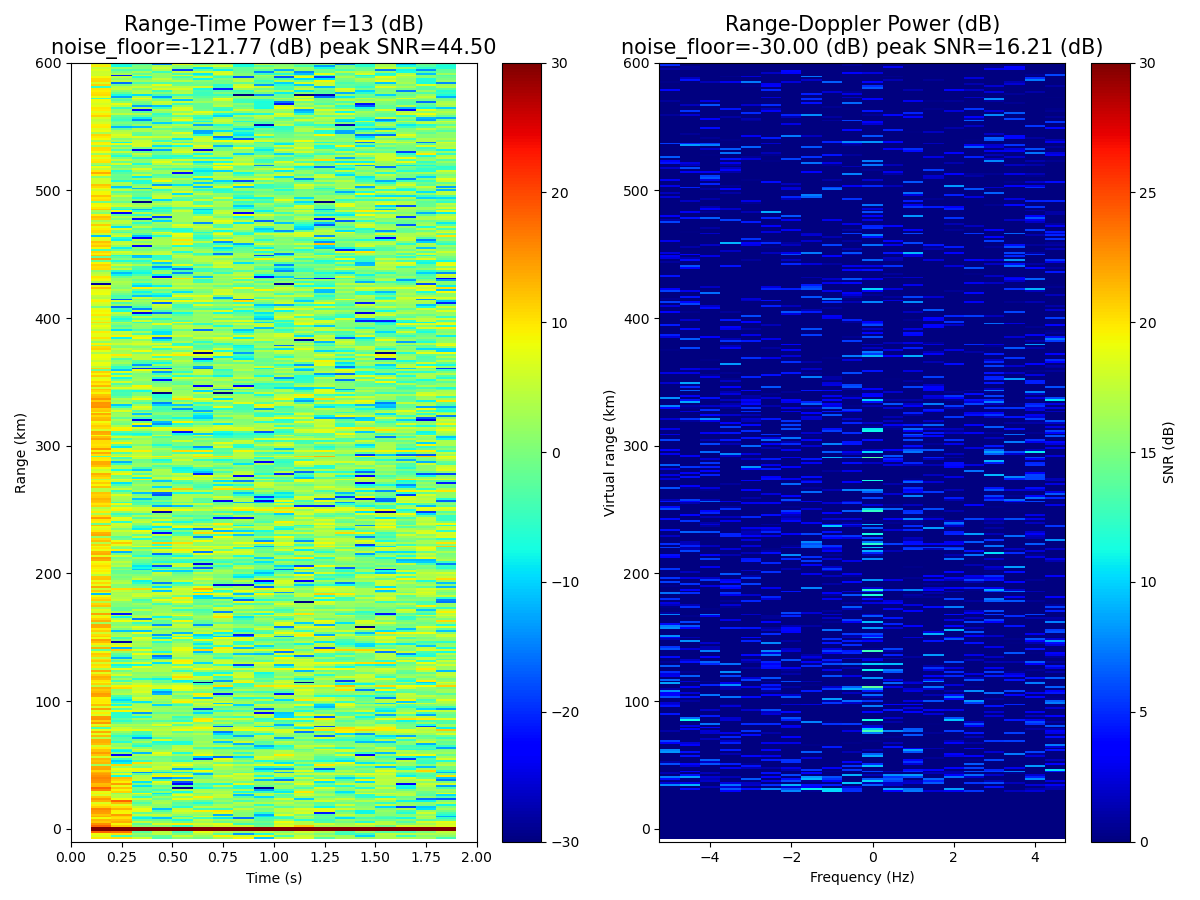 Range-Time Power f=13 (dB)
noise_floor=-121.77 (dB) peak SNR=44.50
Range (km)
600
500
400
300
200
100
0
0.00 0.25 0.50 0.75 1.00 1.25 1.50 1.75 2.00
Time (s)
30
20
10
0
−10
−20
−30
Range-Doppler Power (dB)
noise_floor=-30.00 (dB) peak SNR=16.21 (dB)
Virtual range (km)
600
500
400
300
200
100
0
−4 −2 0 2 4
Frequency (Hz)
30
25
20
15
10
5
0
SNR (dB)